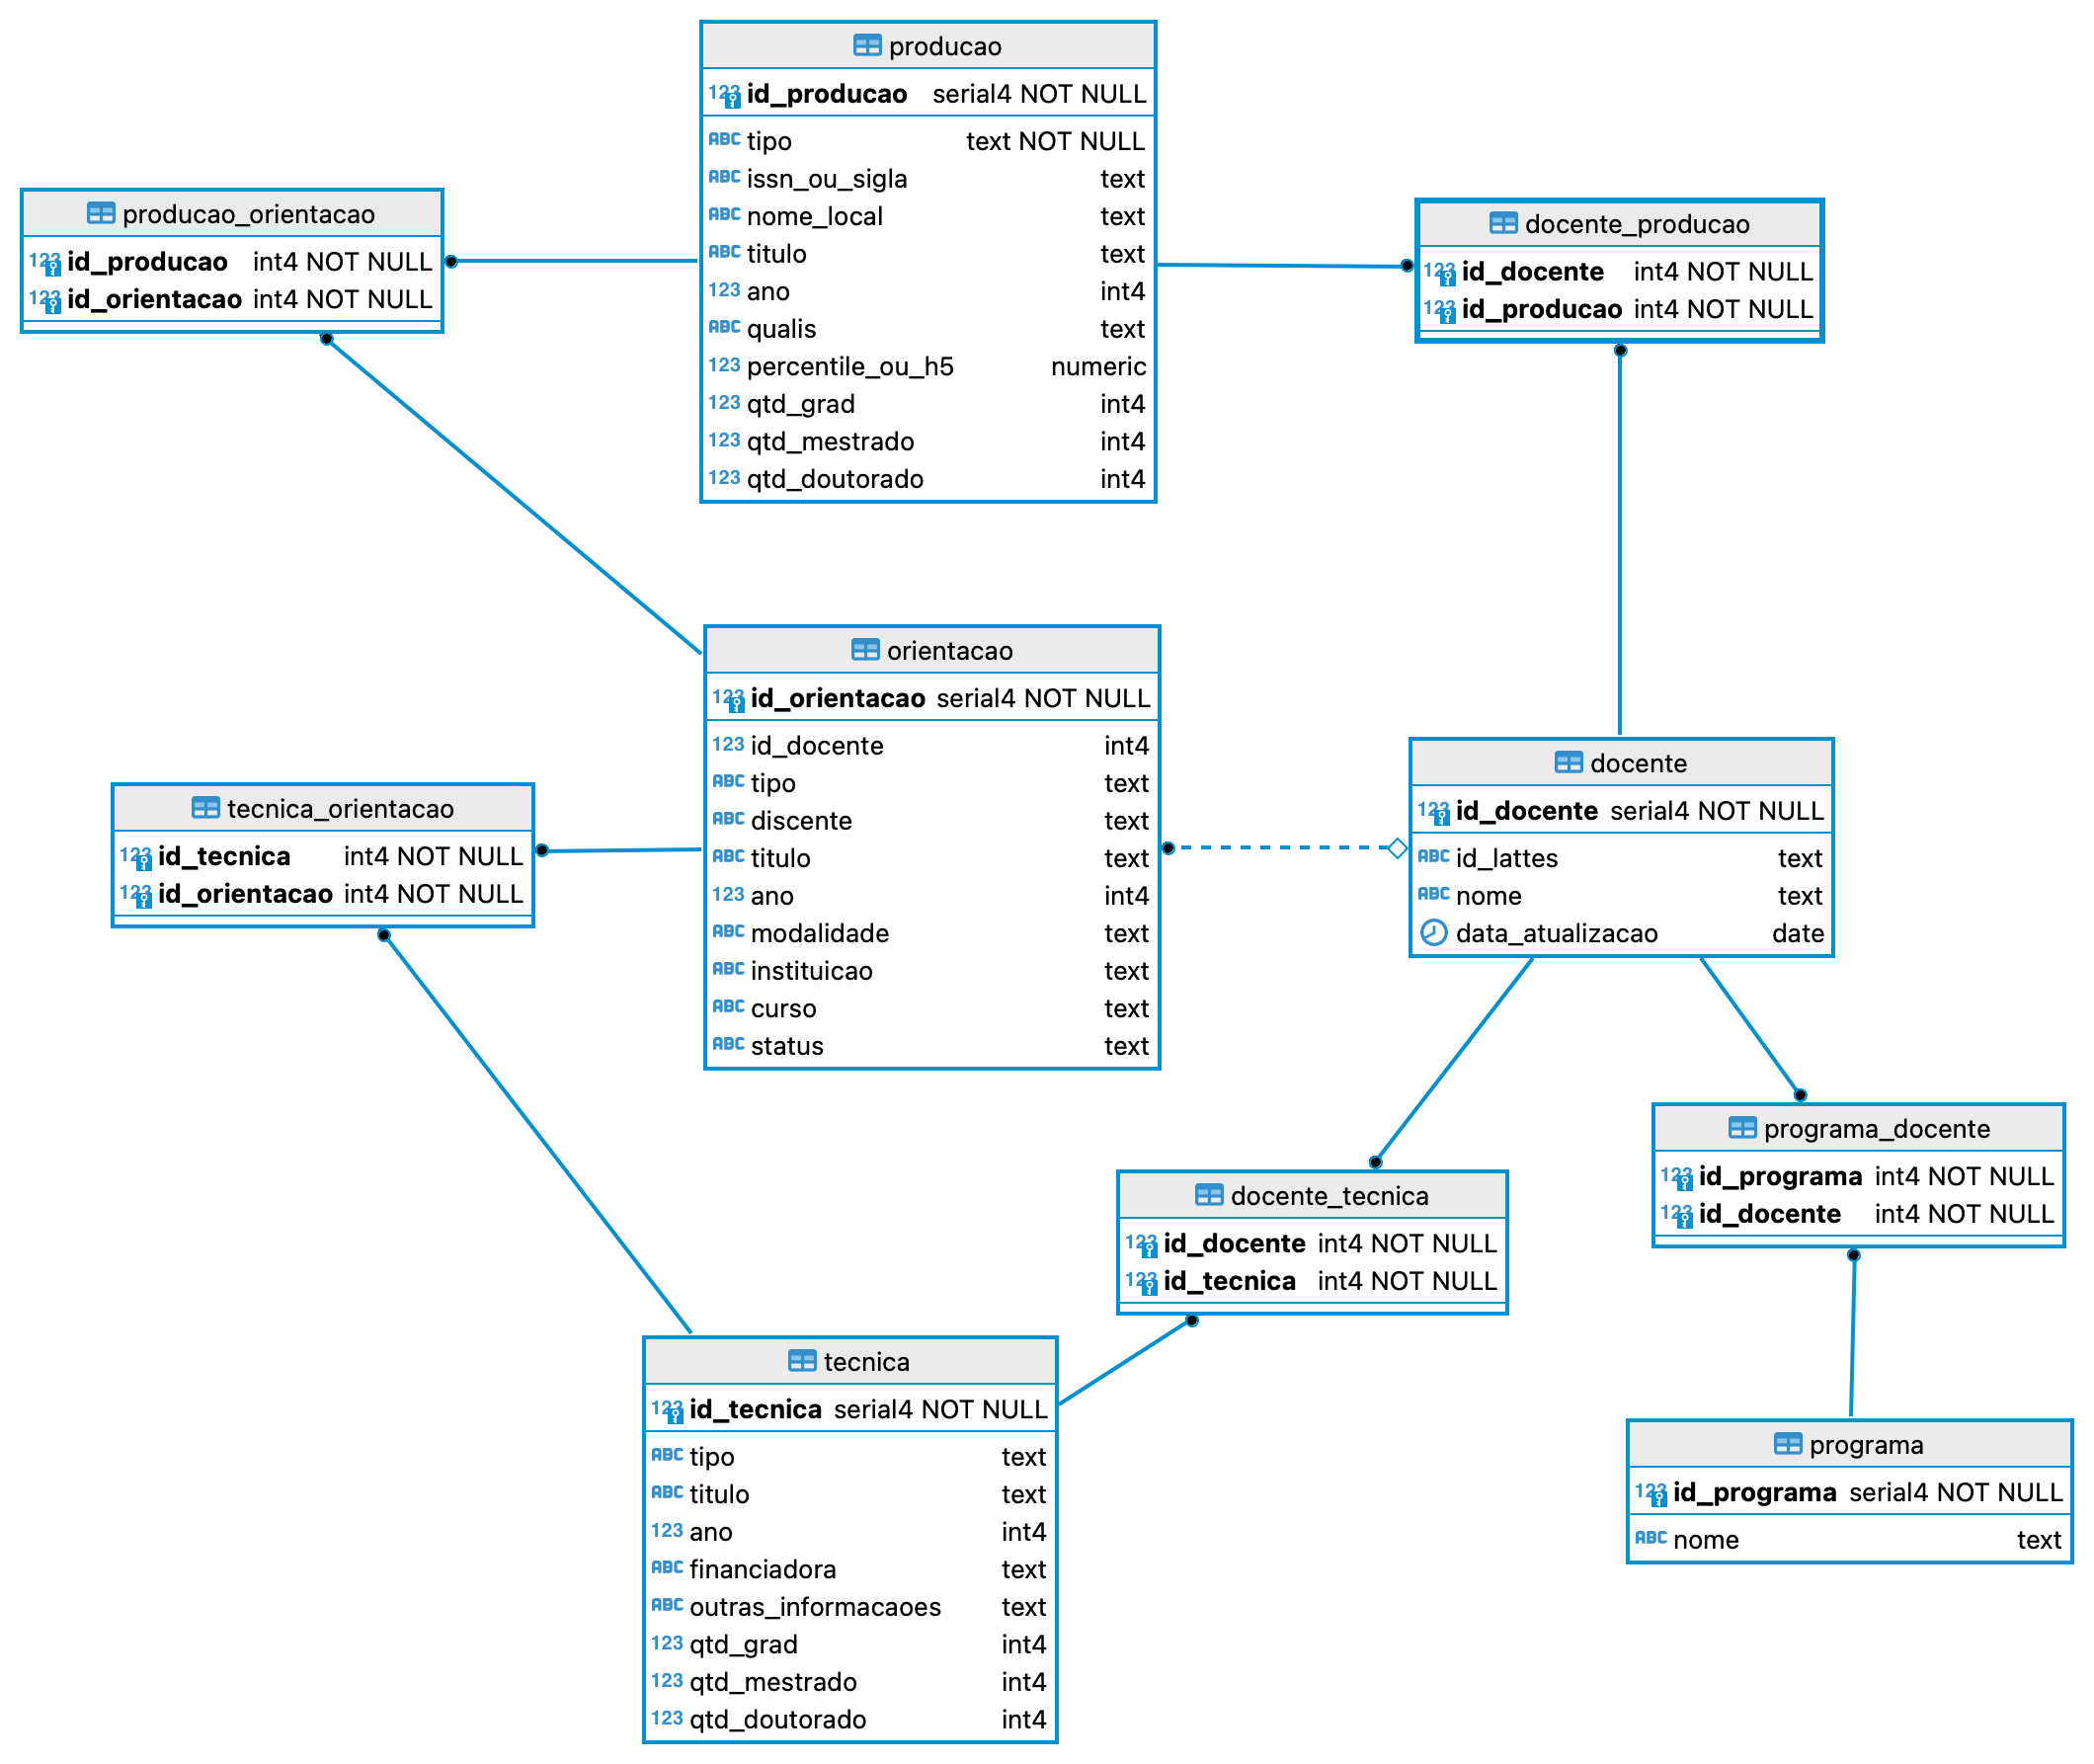 producao
123 id_producao serial4 NOT NULL
ABC tipo text NOT NULL
ABC issn_ou_sigla text
ABC nome_local text
ABC titulo text
123 ano int4
ABC qualis text
123 percentile_ou_h5 numeric
123 qtd_grad int4
123 qtd_mestrado int4
123 qtd_doutorado int4
producao_orientacao
123 id_producao int4 NOT NULL
123 id_orientacao int4 NOT NULL
docente_producao
123 id_docente int4 NOT NULL
123 id_producao int4 NOT NULL
orientacao
123 id_orientacao serial4 NOT NULL
123 id_docente int4
ABC tipo text
ABC discente text
ABC titulo text
123 ano int4
ABC modalidade text
ABC instituicao text
ABC curso text
ABC status text
tecnica_orientacao
123 id_tecnica int4 NOT NULL
123 id_orientacao int4 NOT NULL
docente
123 id_docente serial4 NOT NULL
ABC id_lattes text
ABC nome text
data_atualizacao date
programa_docente
123 id_programa int4 NOT NULL
123 id_docente int4 NOT NULL
docente_tecnica
123 id_docente int4 NOT NULL
123 id_tecnica int4 NOT NULL
tecnica
123 id_tecnica serial4 NOT NULL
ABC tipo text
ABC titulo text
123 ano int4
ABC financiadora text
ABC outras_informacaoes text
123 qtd_grad int4
123 qtd_mestrado int4
123 qtd_doutorado int4
programa
123 id_programa serial4 NOT NULL
ABC nome text